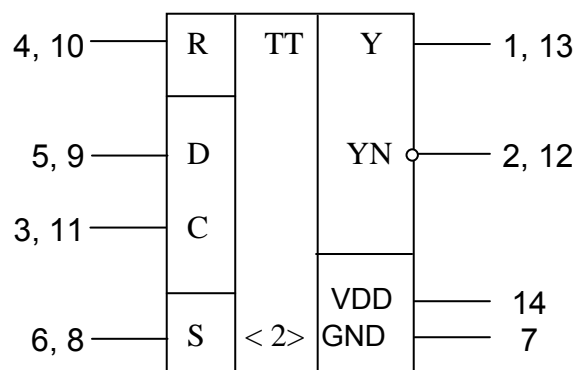 4, 10 R TT Y 1, 13
5, 9 D YN 2, 12
3, 11 C
VDD 14
6, 8 S < 2> GND 7